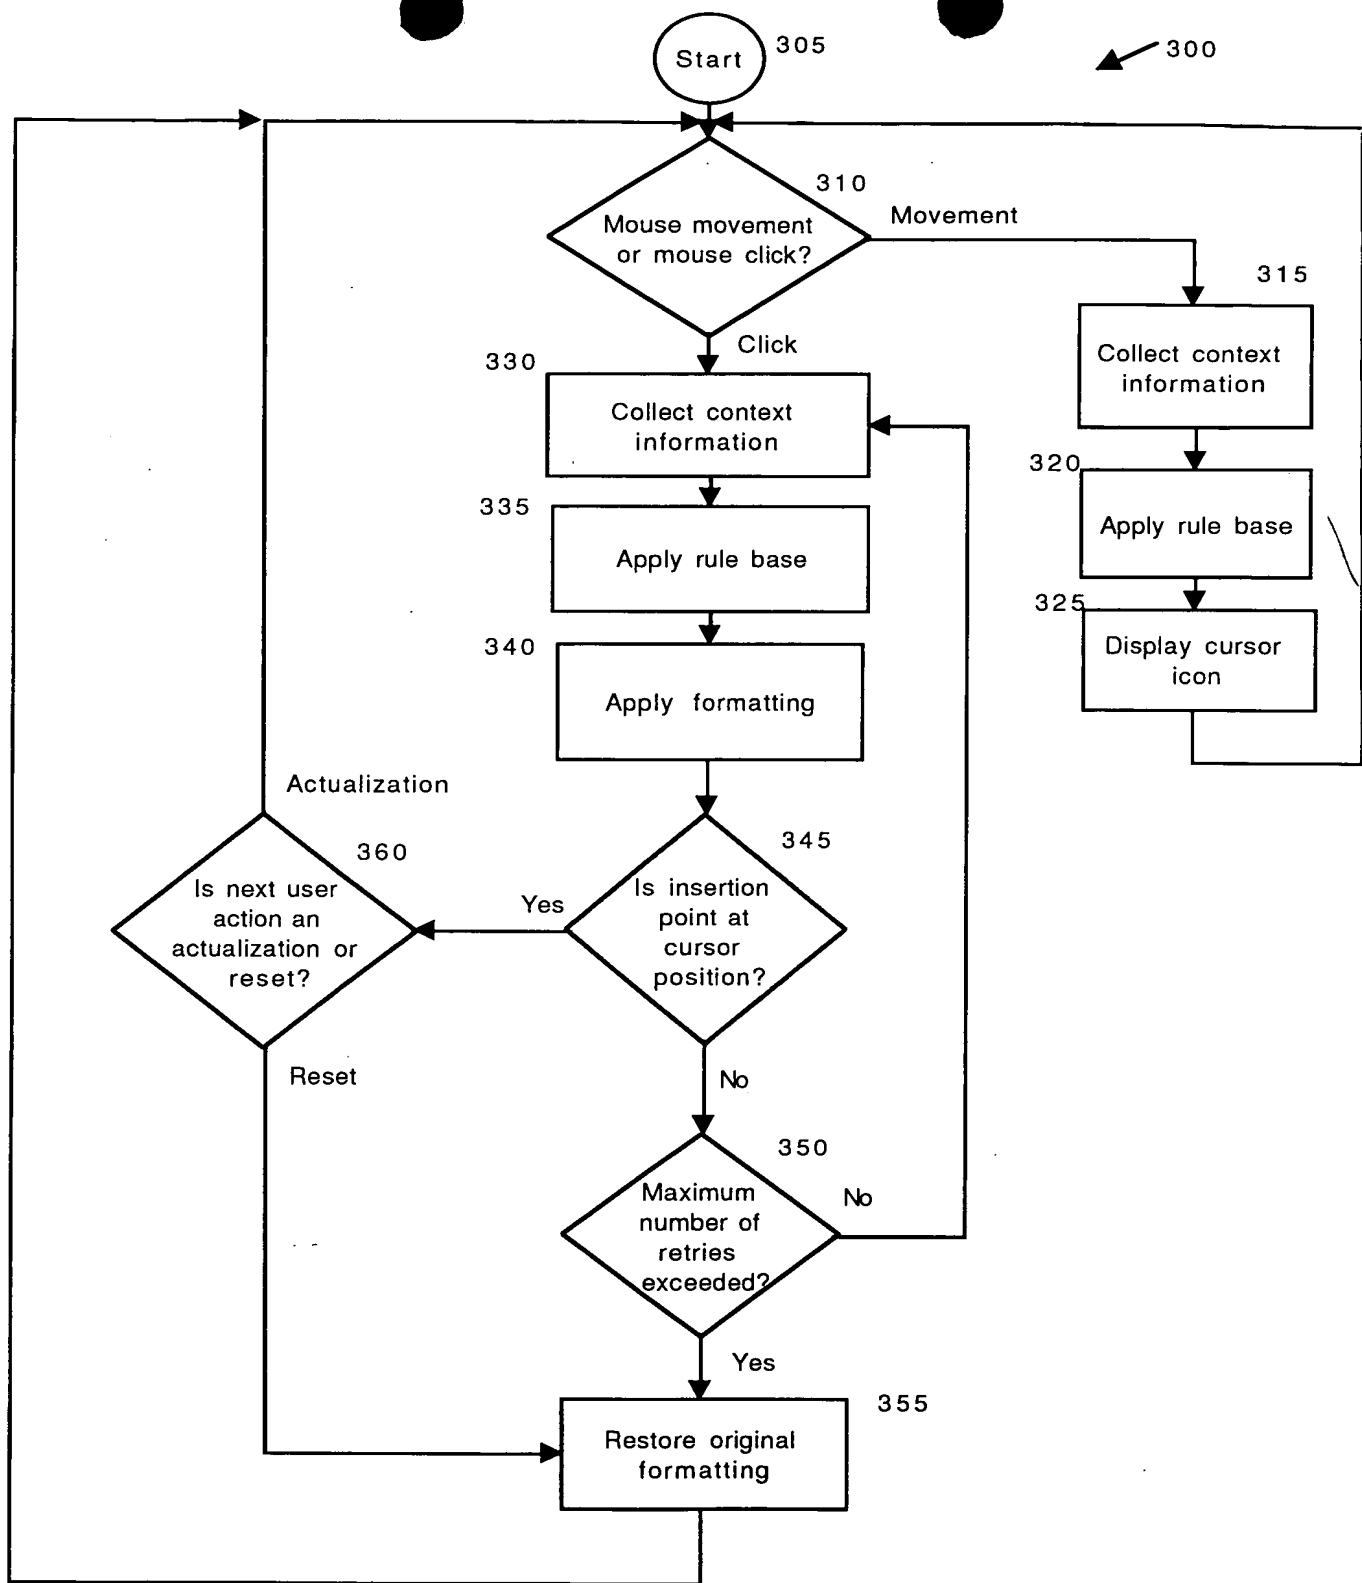 Start
305
300
310
Mouse movement
or mouse click?
Movement
315
Collect context
information
Click
330
Collect context
information
320
Apply rule base
335
Apply rule base
325
Display cursor
icon
340
Apply formatting
Actualization
345
360
Is next user
action an
actualization or
reset?
Yes
Is insertion
point at
cursor
position?
Reset
No
350
Maximum
number of
retries
exceeded?
No
Yes
355
Restore original
formatting